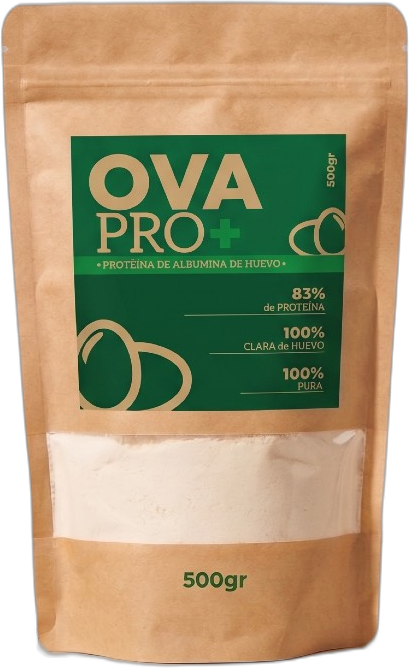 OVA
PRO+
500gr
• PROTEÍNA DE ALBUMINA DE HUEVO •
83%
de PROTEÍNA
100%
CLARA de HUEVO
100%
PURA
500gr